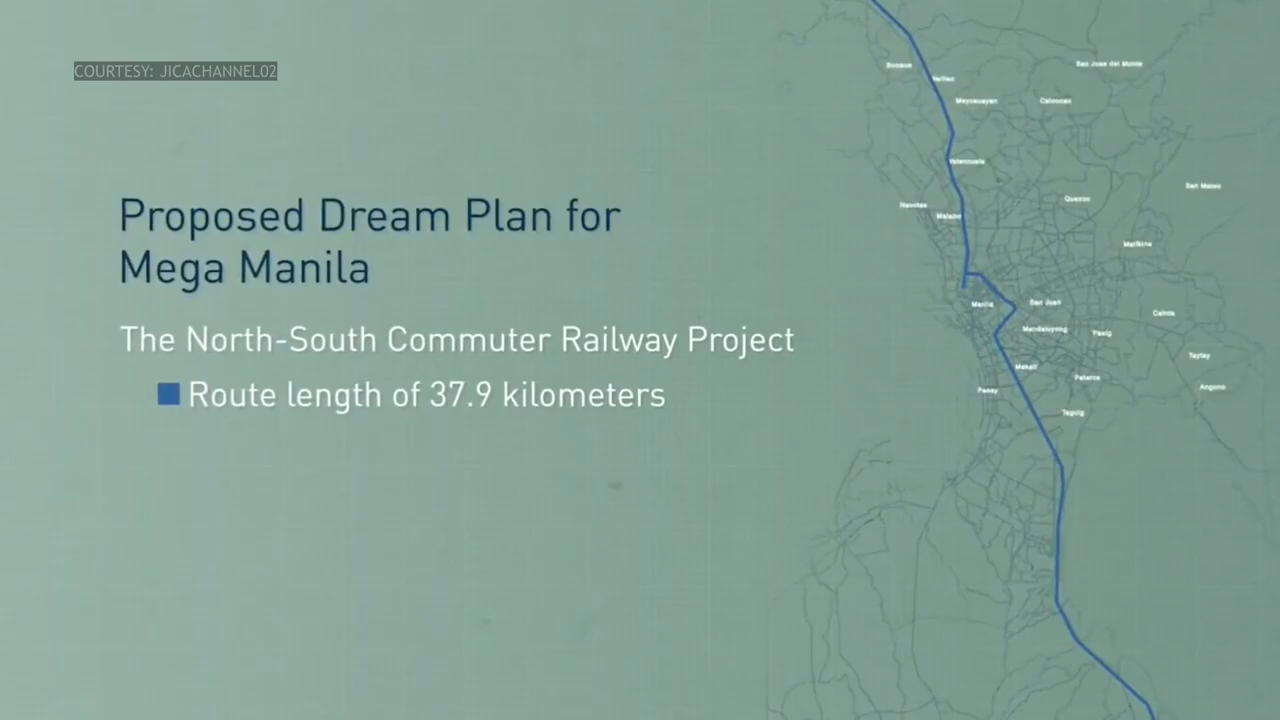 COURTESY: JICACHANNEL02
Proposed Dream Plan for
Mega Manila
The North-South Commuter Railway Project
Route length of 37.9 kilometers
San Jose del Monte
Bocaue
Meycauayan
Caloocan
Valenzuela
San Mateo
Quezon
Navotas
Malabo
Marikina
Manila
San Juan
Cainta
Mandaluyong
Pasig
Taytay
Makati
Pateros
Angono
Pasay
Taguig